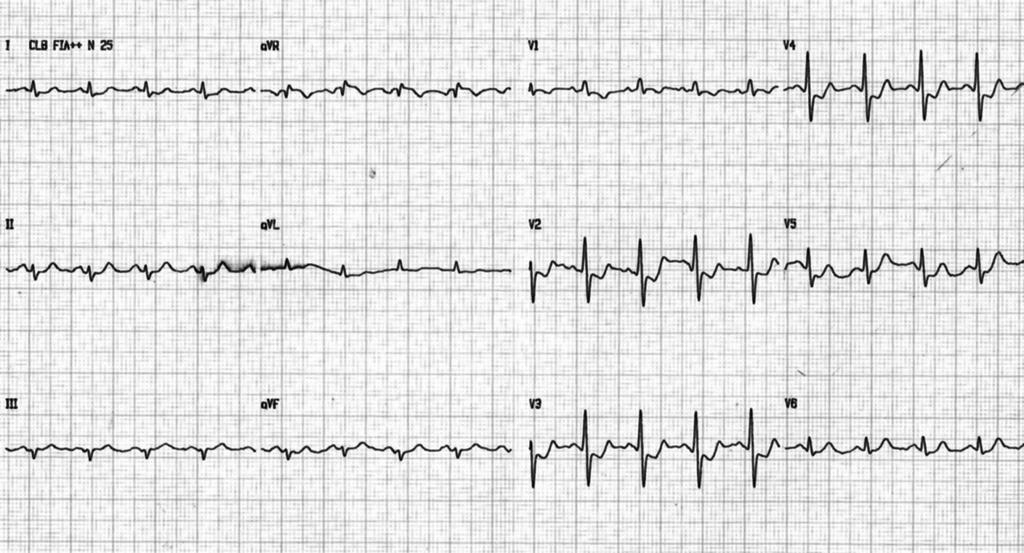 I CLB FIA++ N 25 aVR V1 V4
II aVL V2 V5
III aVF V3 V6